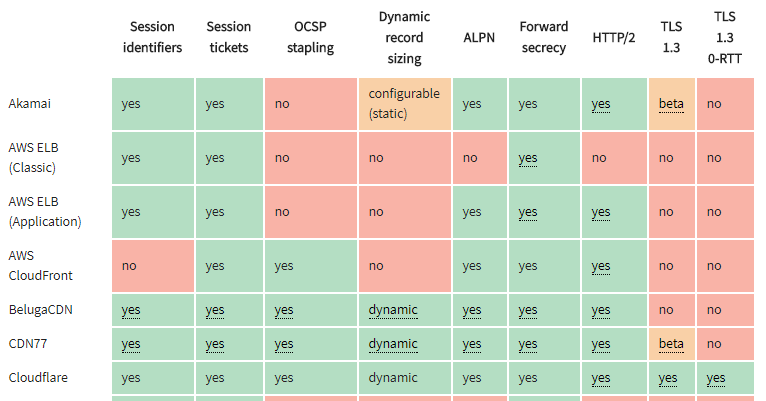 Session identifiers Session tickets OCSP stapling Dynamic record sizing ALPN Forward secrecy HTTP/2 TLS 1.3 TLS 1.3 0-RTT
Akamai yes yes no configurable (static) yes yes yes beta no
AWS ELB (Classic) yes yes no no no yes no no no
AWS ELB (Application) yes yes no no yes yes yes no no
AWS CloudFront no yes yes no yes yes yes no no
BelugaCDN yes yes yes dynamic yes yes yes no no
CDN77 yes yes yes dynamic yes yes yes beta no
Cloudflare yes yes yes dynamic yes yes yes yes yes